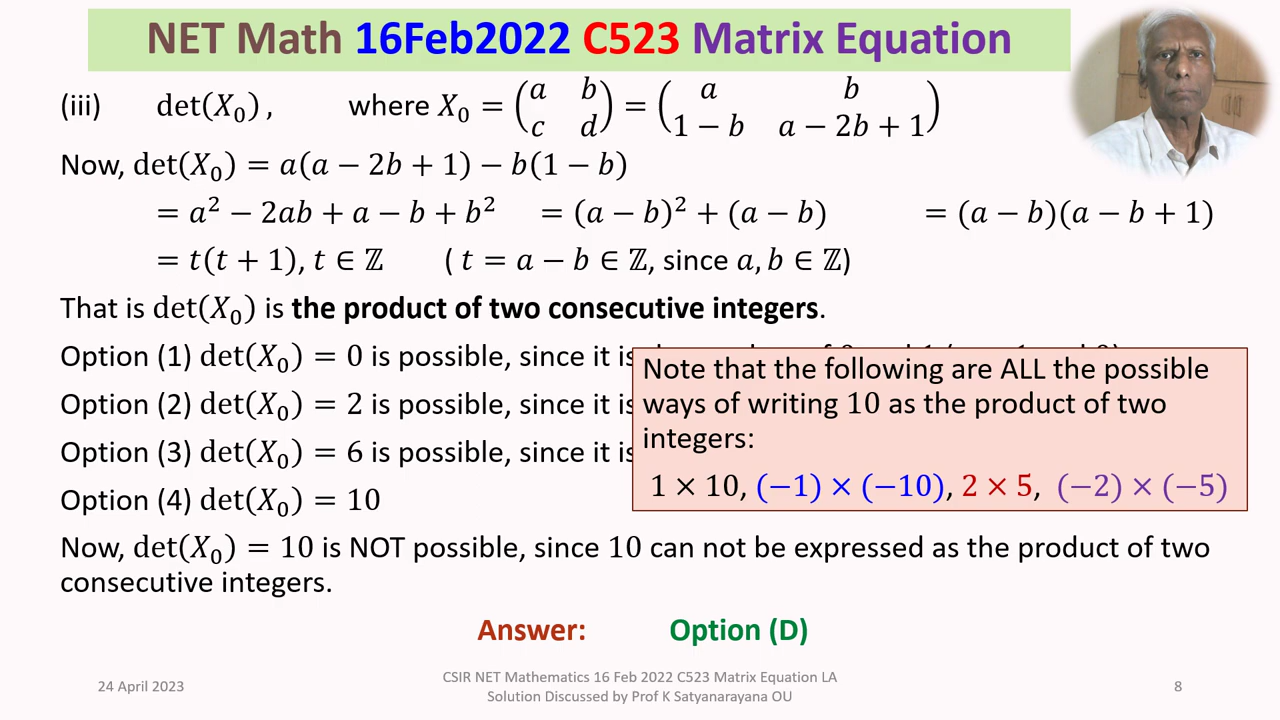 NET Math 16Feb2022 C523 Matrix Equation
(iii) det(X₀), where X₀ = (a b; c d) = (a b; 1 − b a − 2b + 1)
Now, det(X₀) = a(a − 2b + 1) − b(1 − b)
= a² − 2ab + a − b + b² = (a − b)² + (a − b) = (a − b)(a − b + 1)
= t(t + 1), t ∈ ℤ ( t = a − b ∈ ℤ, since a, b ∈ ℤ)
That is det(X₀) is the product of two consecutive integers.
Option (1) det(X₀) = 0 is possible, since it is
Option (2) det(X₀) = 2 is possible, since it is
Option (3) det(X₀) = 6 is possible, since it is
Option (4) det(X₀) = 10
Note that the following are ALL the possible
ways of writing 10 as the product of two
integers:
1 × 10, (−1) × (−10), 2 × 5, (−2) × (−5)
Now, det(X₀) = 10 is NOT possible, since 10 can not be expressed as the product of two
consecutive integers.
Answer: Option (D)
24 April 2023
CSIR NET Mathematics 16 Feb 2022 C523 Matrix Equation LA
Solution Discussed by Prof K Satyanarayana OU
8